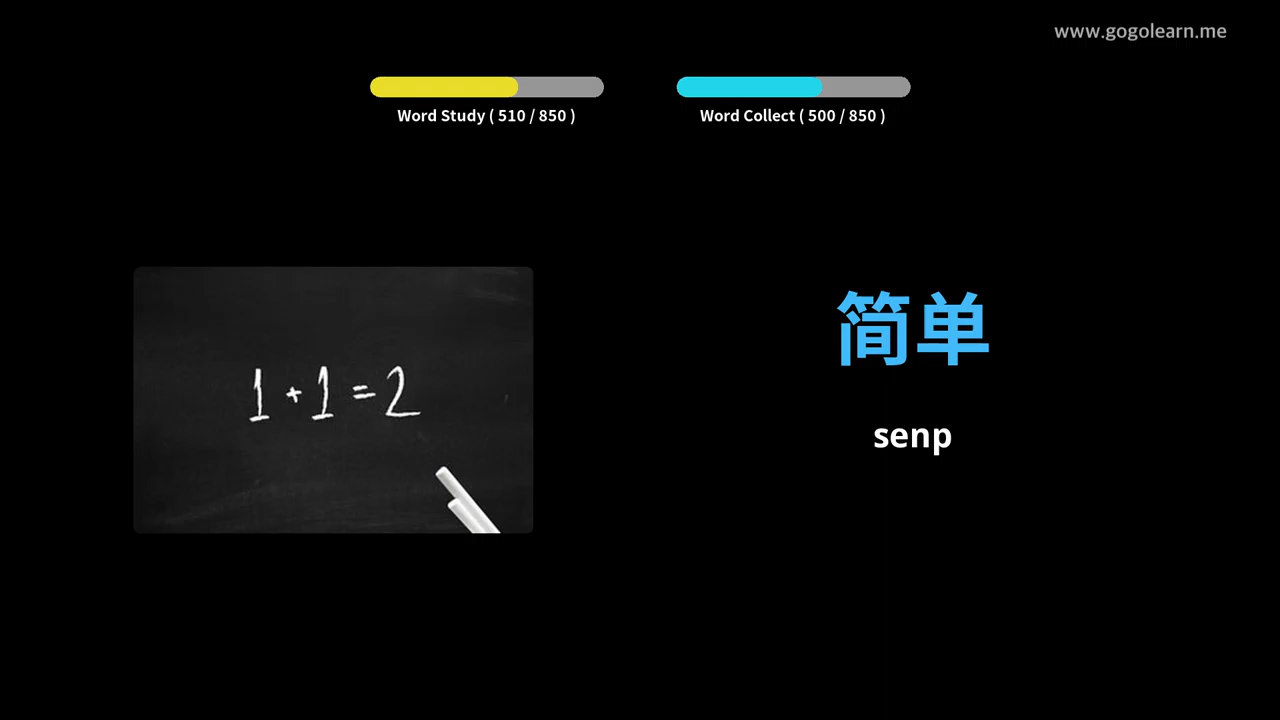 www.gogolearn.me
Word Study ( 510 / 850 )
Word Collect ( 500 / 850 )
1 + 1 = 2
简单
senp